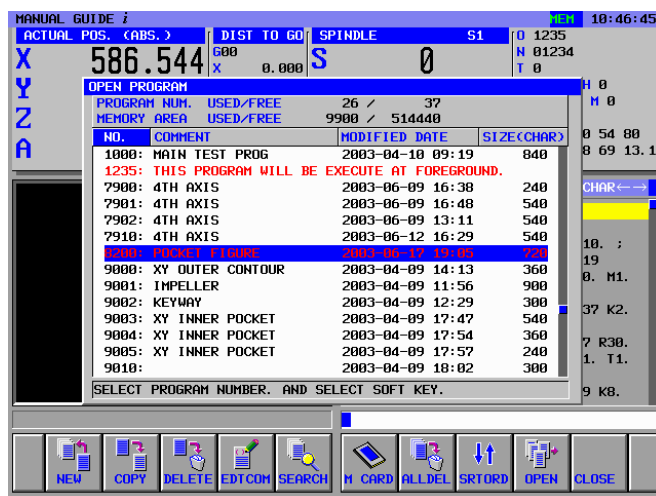 MANUAL GUIDE i MEM 10:46:45
ACTUAL POS. (ABS.) DIST TO GO SPINDLE S1 O 1235
X 586.544 G00 S 0 N 01234
X 0.000 T 0
Y H 0
M 0
Z
0 54 80
A 8 69 13.1
OPEN PROGRAM
PROGRAM NUM. USED/FREE 26 / 37
MEMORY AREA USED/FREE 9900 / 514440
NO. COMMENT MODIFIED DATE SIZE(CHAR)
1000: MAIN TEST PROG 2003-04-10 09:19 840
1235: THIS PROGRAM WILL BE EXECUTE AT FOREGROUND.
7900: 4TH AXIS 2003-06-09 16:38 240
7901: 4TH AXIS 2003-06-09 16:48 540
7902: 4TH AXIS 2003-06-09 13:11 540
7910: 4TH AXIS 2003-06-12 16:29 540
8200: POCKET FIGURE 2003-06-17 19:05 720
9000: XY OUTER CONTOUR 2003-04-09 14:13 360
9001: IMPELLER 2003-04-09 11:56 900
9002: KEYWAY 2003-04-09 12:29 300
9003: XY INNER POCKET 2003-04-09 17:47 540
9004: XY INNER POCKET 2003-04-09 17:54 360
9005: XY INNER POCKET 2003-04-09 17:57 240
9010: 2003-04-09 18:02 300
SELECT PROGRAM NUMBER. AND SELECT SOFT KEY.
CHAR←→
10. ;
19
0. M1.
37 K2.
7 R30.
1. T1.
9 K8.
NEW COPY DELETE EDTCOM SEARCH M CARD ALLDEL SRTORD OPEN CLOSE